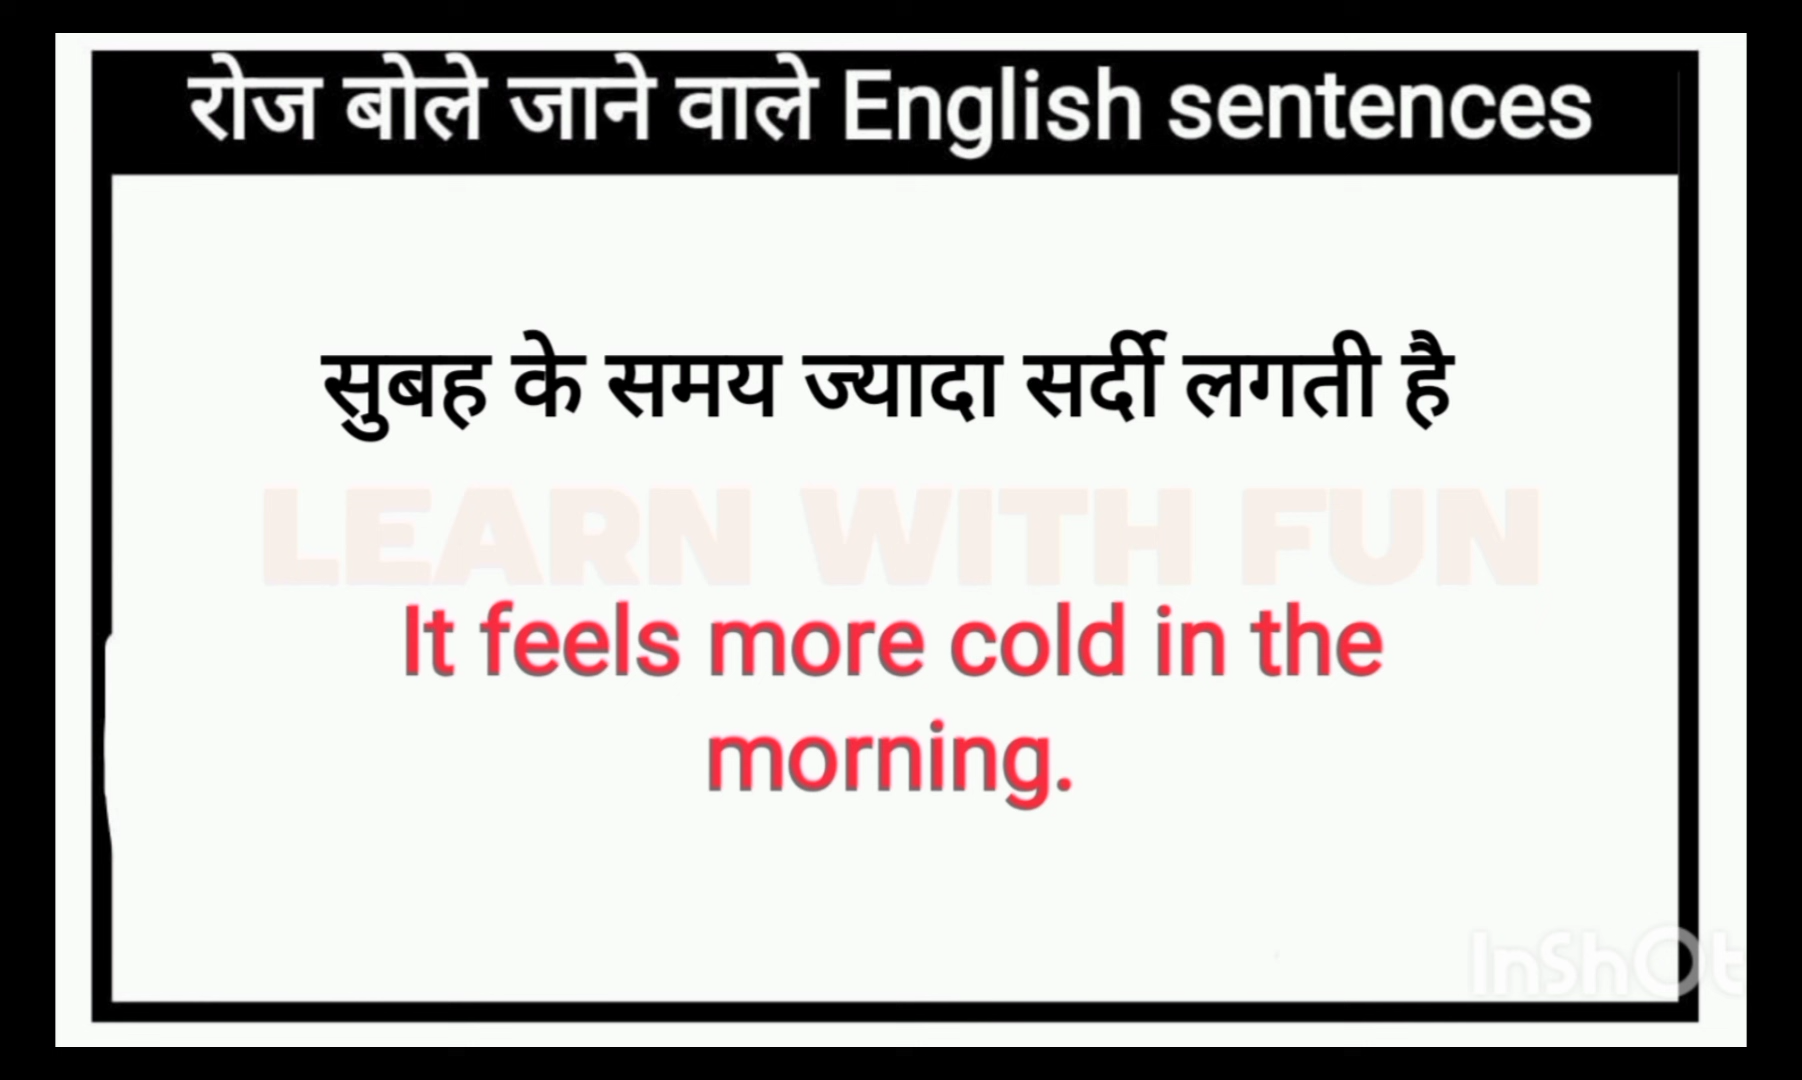 रोज बोले जाने वाले English sentences
सुबह के समय ज्यादा सर्दी लगती है
LEARN WITH FUN
It feels more cold in the
morning.
InShOt